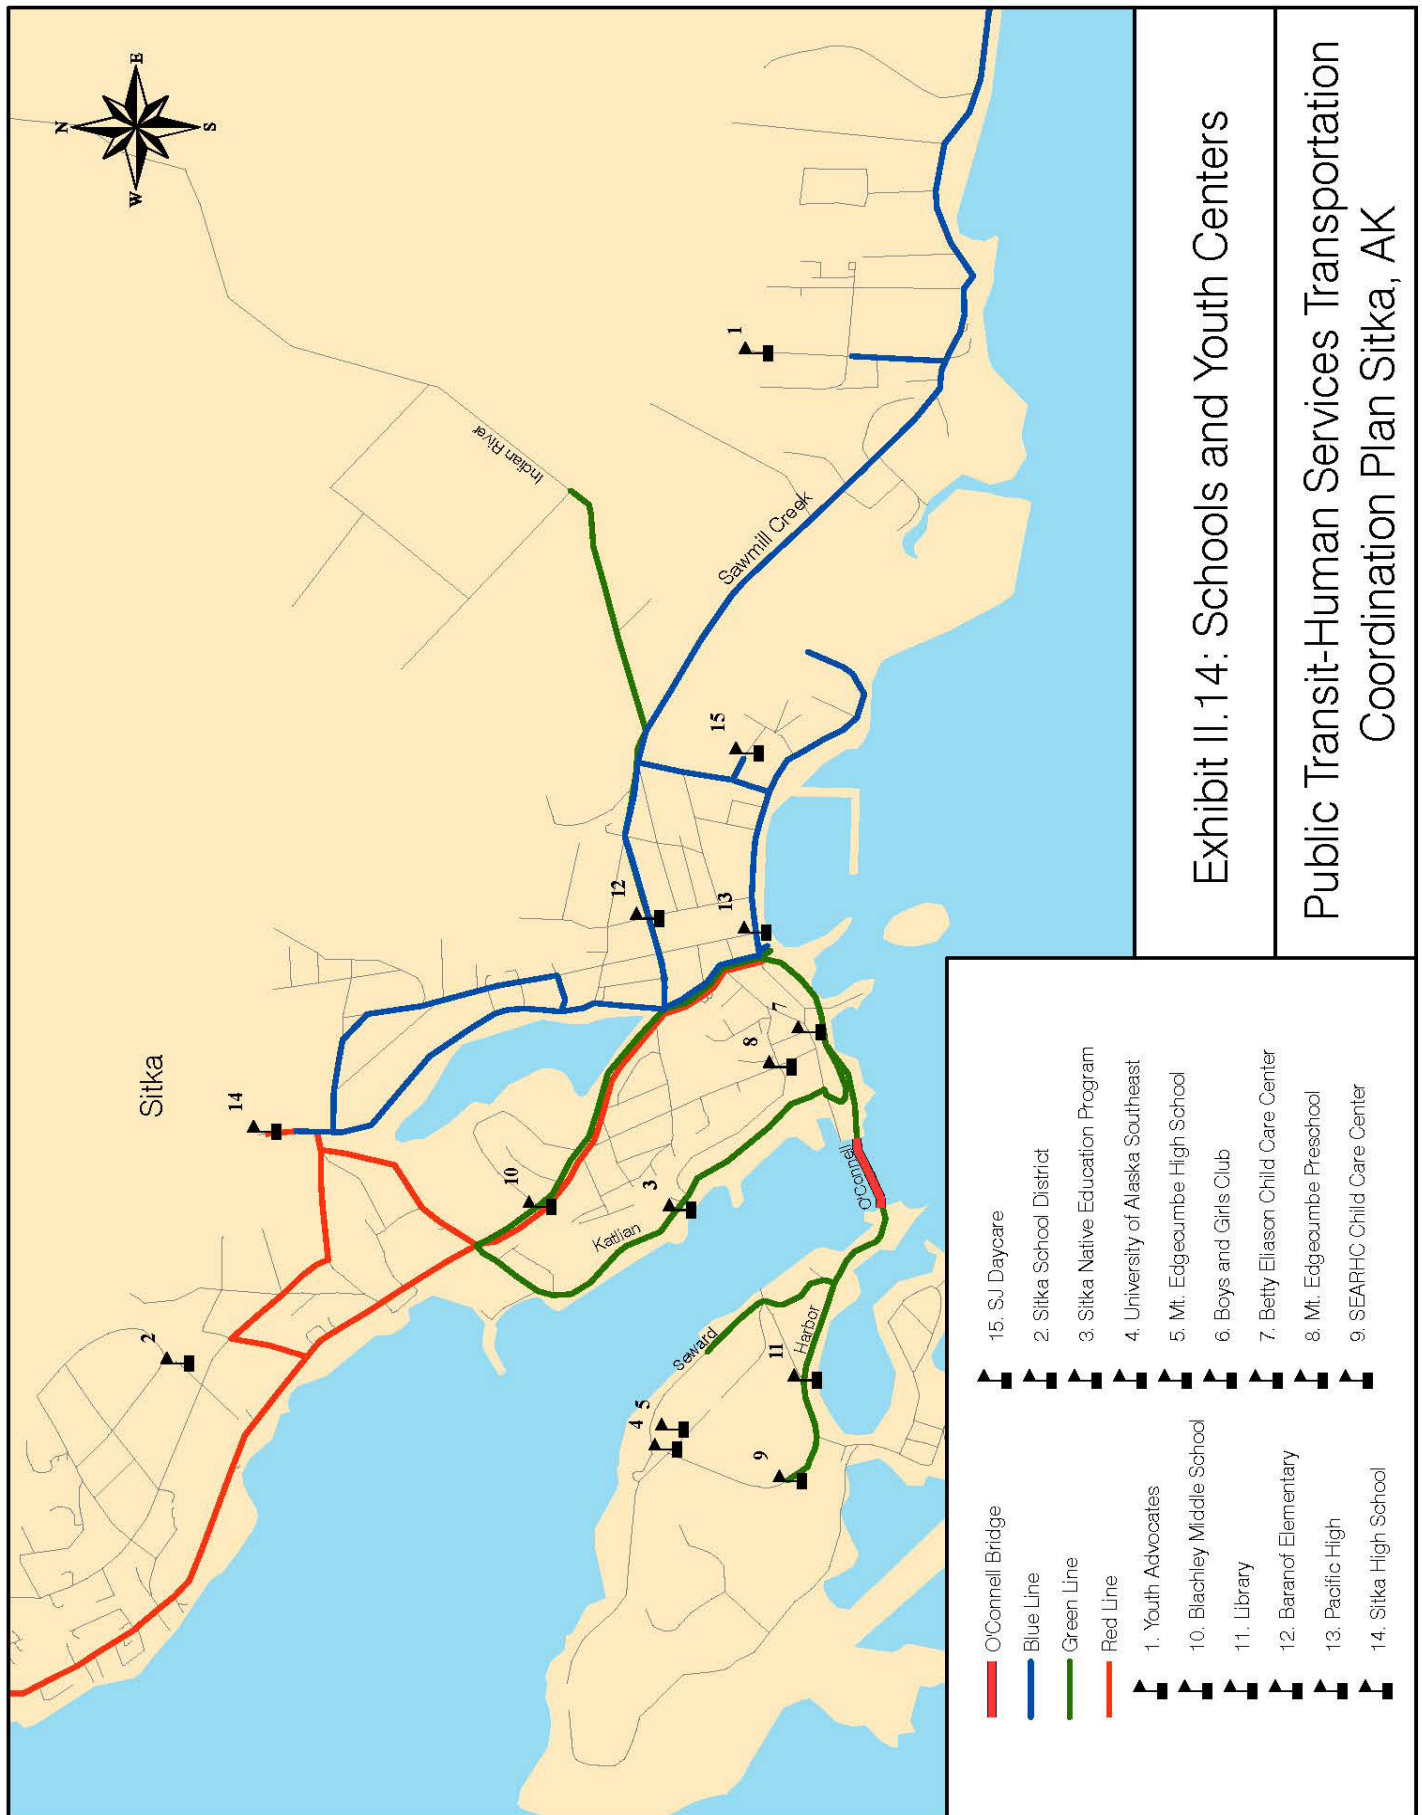 N
E
S
W
Sitka
14
2
10
3
12
13
15
1
8
7
11
4
5
9
Indian River
Sawmill Creek
Katlian
O'Connell
Seward
Harbor
O'Connell Bridge
Blue Line
Green Line
Red Line
1. Youth Advocates
10. Blachley Middle School
11. Library
12. Baranof Elementary
13. Pacific High
14. Sitka High School
15. SJ Daycare
2. Sitka School District
3. Sitka Native Education Program
4. University of Alaska Southeast
5. Mt. Edgecumbe High School
6. Boys and Girls Club
7. Betty Eliason Child Care Center
8. Mt. Edgecumbe Preschool
9. SEARHC Child Care Center
Exhibit II.14: Schools and Youth Centers
Public Transit-Human Services Transportation
Coordination Plan Sitka, AK